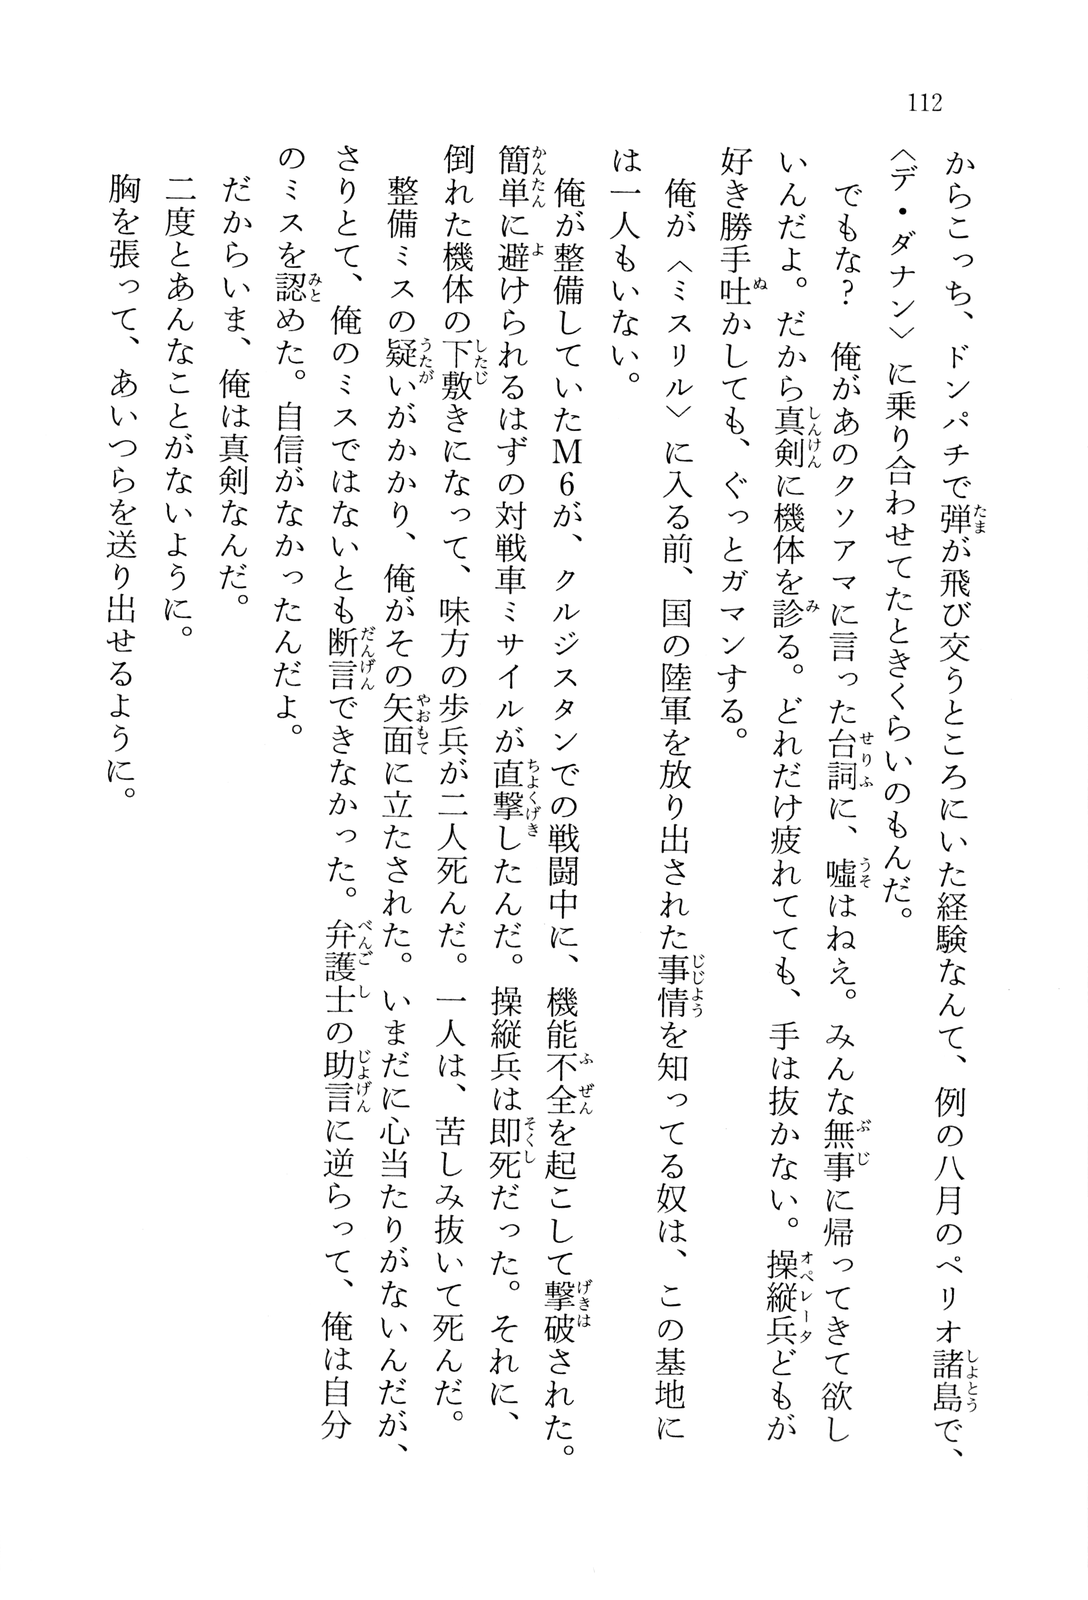 112
からこっち、ドンパチで弾が飛び交うところにいた経験なんて、例の八月のペリオ諸島で、
〈デ・ダナン〉に乗り合わせてたときくらいのもんだ。
でもな？　俺があのクソアマに言った台詞に、嘘はねえ。みんな無事に帰ってきて欲し
いんだよ。だから真剣に機体を診る。どれだけ疲れてても、手は抜かない。操縦兵どもが
好き勝手吐かしても、ぐっとガマンする。
俺が〈ミスリル〉に入る前、国の陸軍を放り出された事情を知ってる奴は、この基地に
は一人もいない。
俺が整備していたM6が、クルジスタンでの戦闘中に、機能不全を起こして撃破された。
簡単に避けられるはずの対戦車ミサイルが直撃したんだ。操縦兵は即死だった。それに、
倒れた機体の下敷きになって、味方の歩兵が二人死んだ。一人は、苦しみ抜いて死んだ。
整備ミスの疑いがかかり、俺がその矢面に立たされた。いまだに心当たりがないんだが、
さりとて、俺のミスではないとも断言できなかった。弁護士の助言に逆らって、俺は自分
のミスを認めた。自信がなかったんだよ。
だからいま、俺は真剣なんだ。
二度とあんなことがないように。
胸を張って、あいつらを送り出せるように。